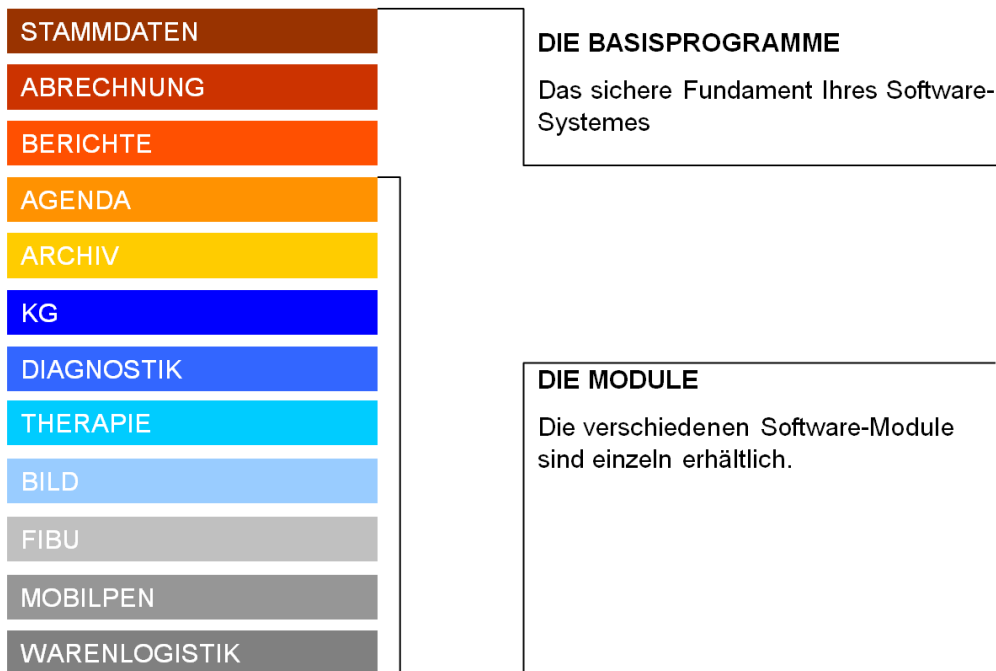 STAMMDATEN
ABRECHNUNG
BERICHTE
AGENDA
ARCHIV
KG
DIAGNOSTIK
THERAPIE
BILD
FIBU
MOBILPEN
WARENLOGISTIK
DIE BASISPROGRAMME
Das sichere Fundament Ihres Software-
Systemes
DIE MODULE
Die verschiedenen Software-Module
sind einzeln erhältlich.